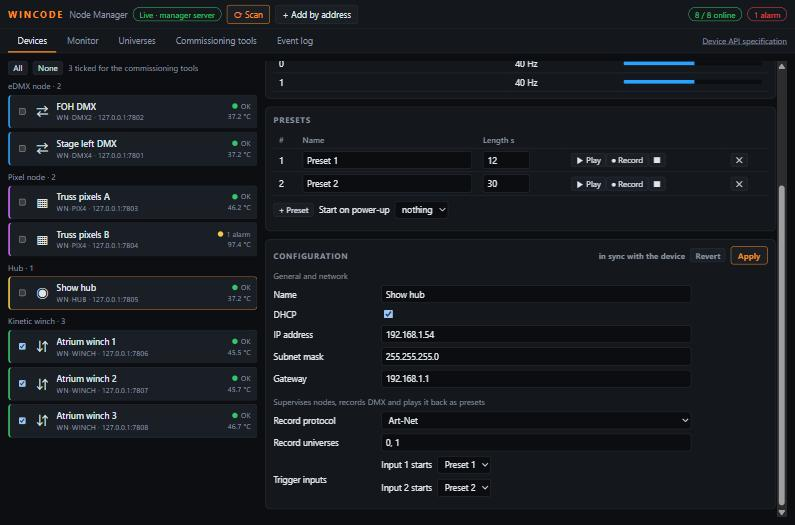 WINCODE Node Manager Live · manager server Scan + Add by address 8 / 8 online 1 alarm
Devices Monitor Universes Commissioning tools Event log Device API specification
All None 3 ticked for the commissioning tools
eDMX node · 2
FOH DMX OK
WN-DMX2 · 127.0.0.1:7802 37.2 °C
Stage left DMX OK
WN-DMX4 · 127.0.0.1:7801 37.2 °C
Pixel node · 2
Truss pixels A OK
WN-PIX4 · 127.0.0.1:7803 46.2 °C
Truss pixels B 1 alarm
WN-PIX4 · 127.0.0.1:7804 97.4 °C
Hub · 1
Show hub OK
WN-HUB · 127.0.0.1:7805 37.2 °C
Kinetic winch · 3
Atrium winch 1 OK
WN-WINCH · 127.0.0.1:7806 45.5 °C
Atrium winch 2 OK
WN-WINCH · 127.0.0.1:7807 45.7 °C
Atrium winch 3 OK
WN-WINCH · 127.0.0.1:7808 46.7 °C
0 40 Hz
1 40 Hz
PRESETS
# Name Length s
1 Preset 1 12 Play Record
2 Preset 2 30 Play Record
+ Preset Start on power-up nothing
CONFIGURATION in sync with the device Revert Apply
General and network
Name Show hub
DHCP
IP address 192.168.1.54
Subnet mask 255.255.255.0
Gateway 192.168.1.1
Supervises nodes, records DMX and plays it back as presets
Record protocol Art-Net
Record universes 0, 1
Trigger inputs
Input 1 starts Preset 1
Input 2 starts Preset 2